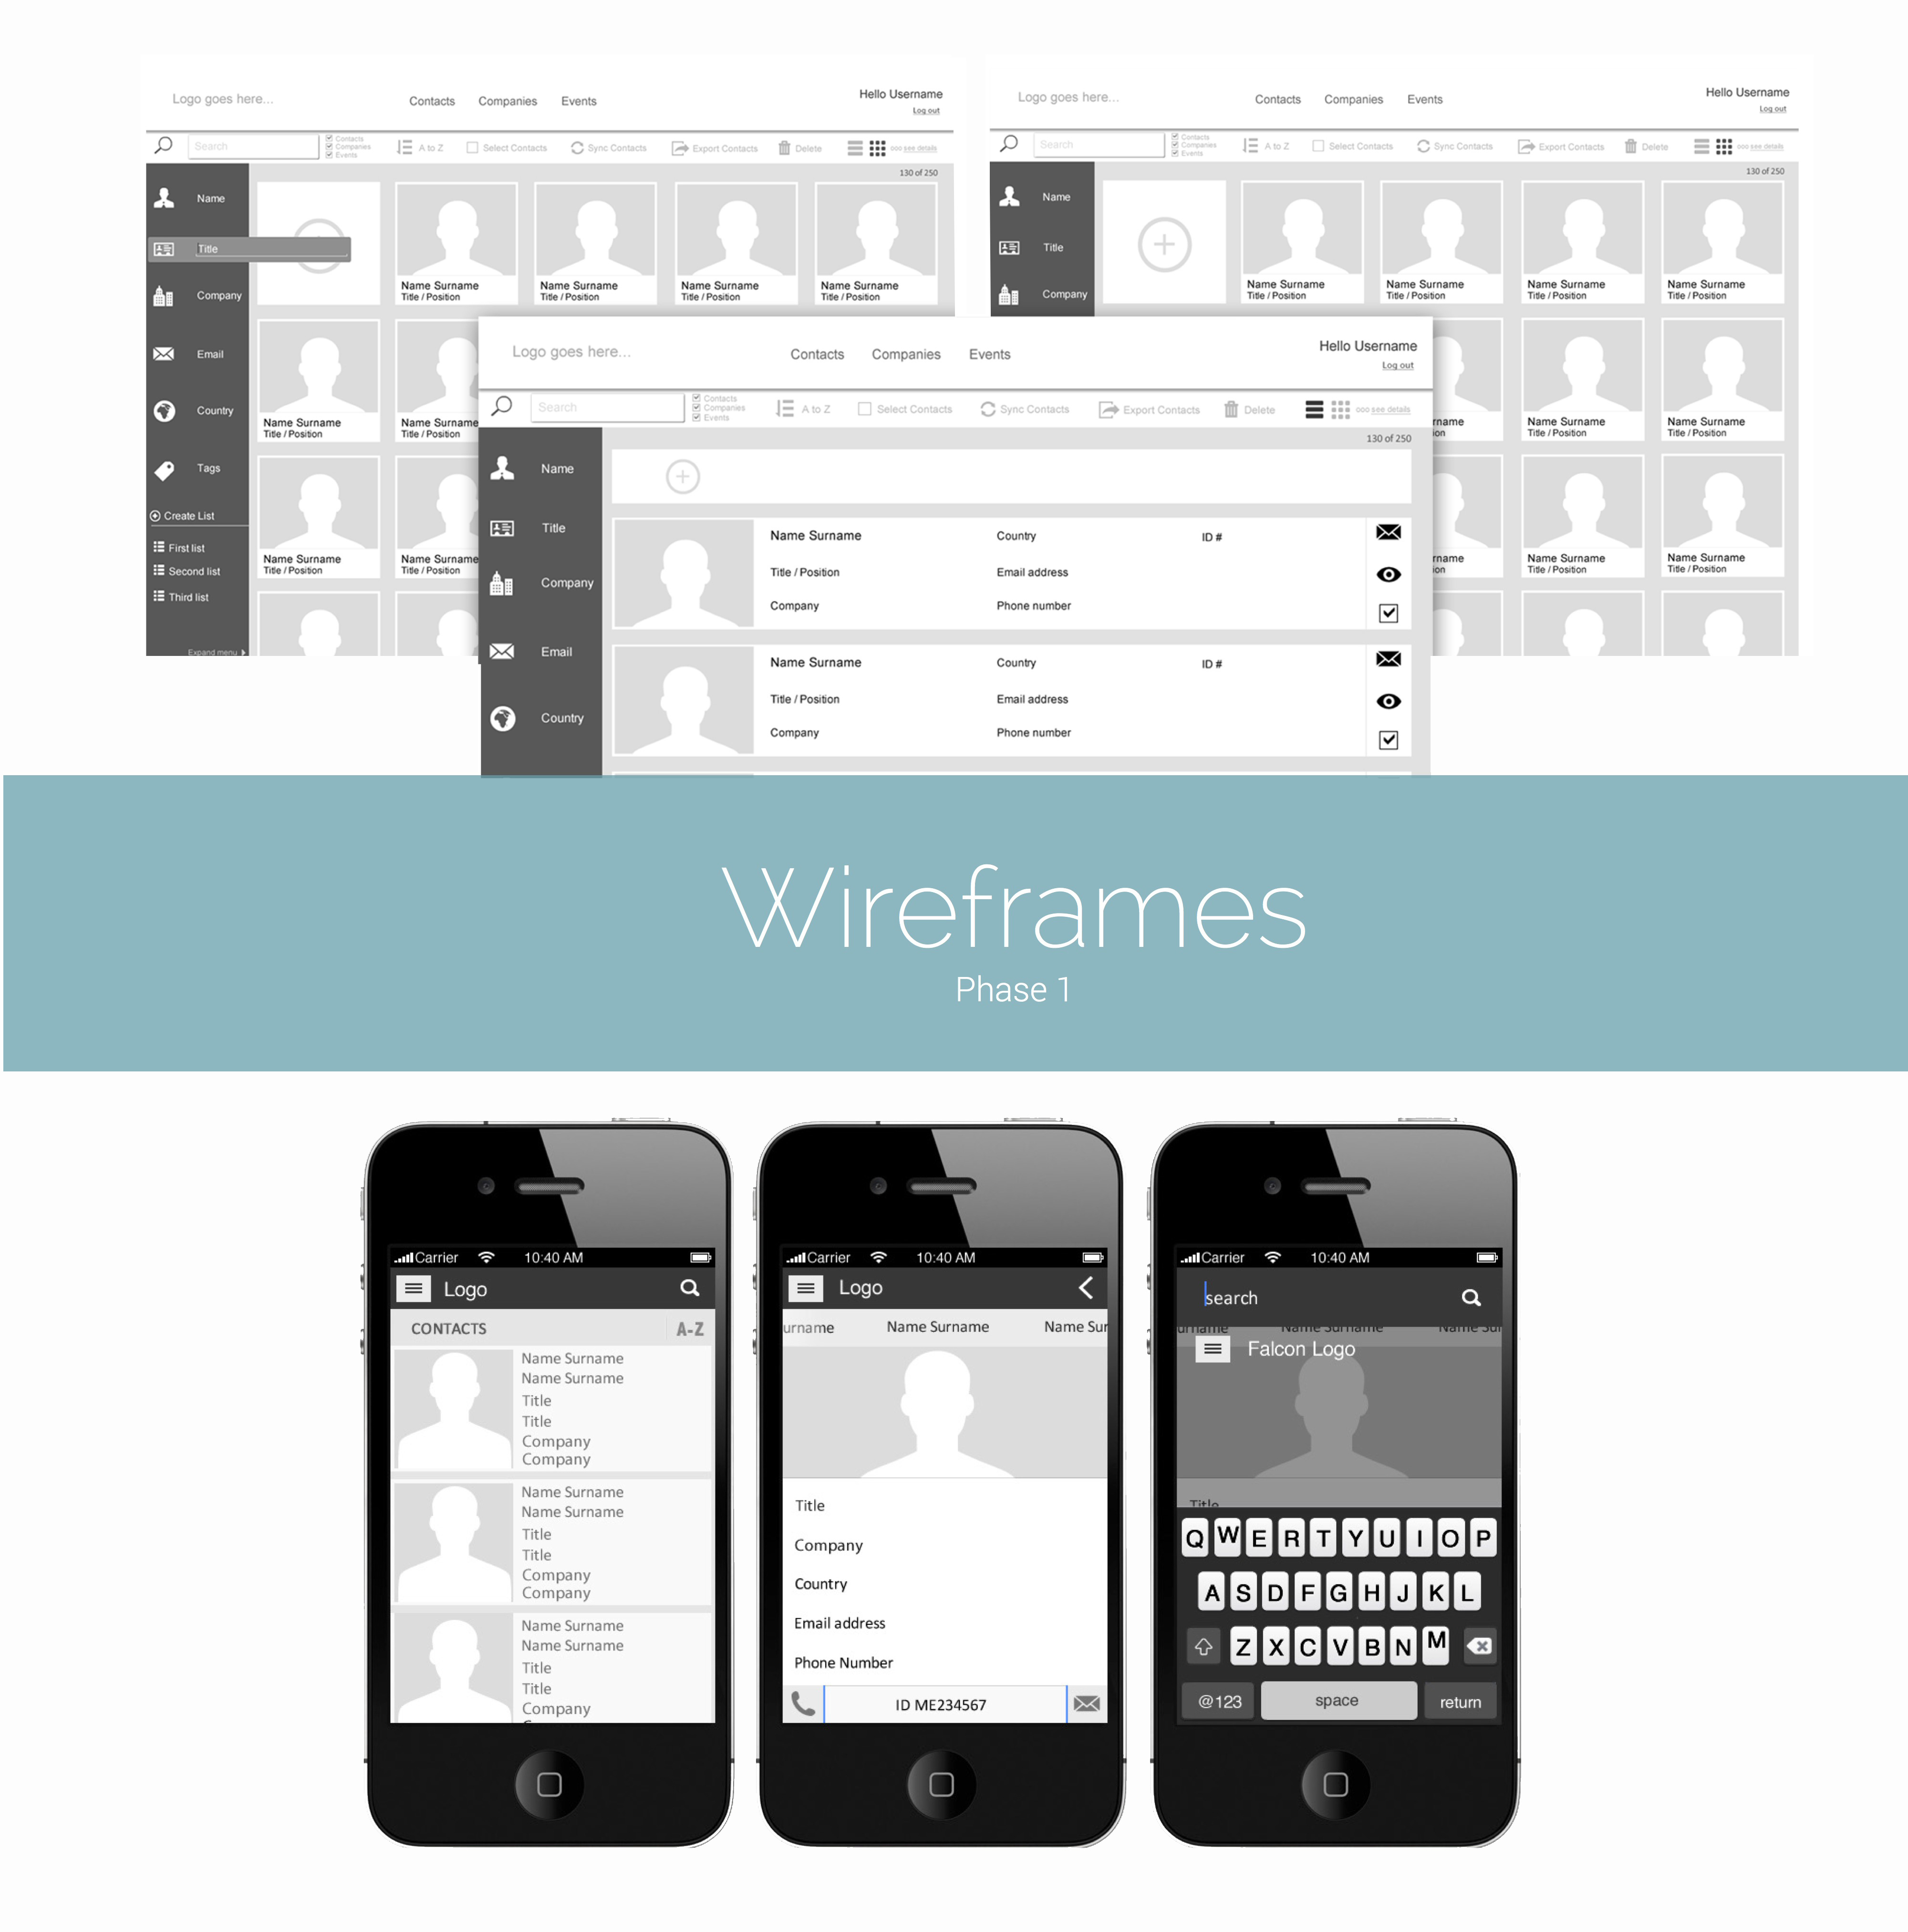 Logo goes here...
Contacts Companies Events
Hello Username
Log out
Search
Contacts
Companies
Events
A to Z
Select Contacts
Sync Contacts
Export Contacts
Delete
see details
130 of 250
Name
Title
Company
Email
Country
Tags
Create List
First list
Second list
Third list
Expand menu
Name Surname
Title / Position
Name Surname
Title / Position
Name Surname
Title / Position
Name Surname
Title / Position
Name Surname
Title / Position
Name Surname
Title / Position
Name Surname
Title / Position
Name Surname
Title / Position
Logo goes here...
Contacts Companies Events
Hello Username
Log out
Search
Contacts
Companies
Events
A to Z
Select Contacts
Sync Contacts
Export Contacts
Delete
see details
130 of 250
Name
Title
Company
Name Surname
Title / Position
Name Surname
Title / Position
Name Surname
Title / Position
Name Surname
Title / Position
rname
ion
Name Surname
Title / Position
Name Surname
Title / Position
rname
ion
Name Surname
Title / Position
Name Surname
Title / Position
Logo goes here...
Contacts Companies Events
Hello Username
Log out
Search
Contacts
Companies
Events
A to Z
Select Contacts
Sync Contacts
Export Contacts
Delete
see details
130 of 250
Name
Title
Company
Email
Country
Name Surname Country ID #
Title / Position Email address
Company Phone number
Name Surname Country ID #
Title / Position Email address
Company Phone number
Wireframes
Phase 1
Carrier 10:40 AM
Logo
CONTACTS A-Z
Name Surname
Name Surname
Title
Title
Company
Company
Name Surname
Name Surname
Title
Title
Company
Company
Name Surname
Name Surname
Title
Title
Company
Carrier 10:40 AM
Logo
urname Name Surname Name Sur
Title
Company
Country
Email address
Phone Number
ID ME234567
Carrier 10:40 AM
search
urname Name Surname Name Sur
Falcon Logo
Title
Q W E R T Y U I O P
A S D F G H J K L
Z X C V B N M
@123 space return